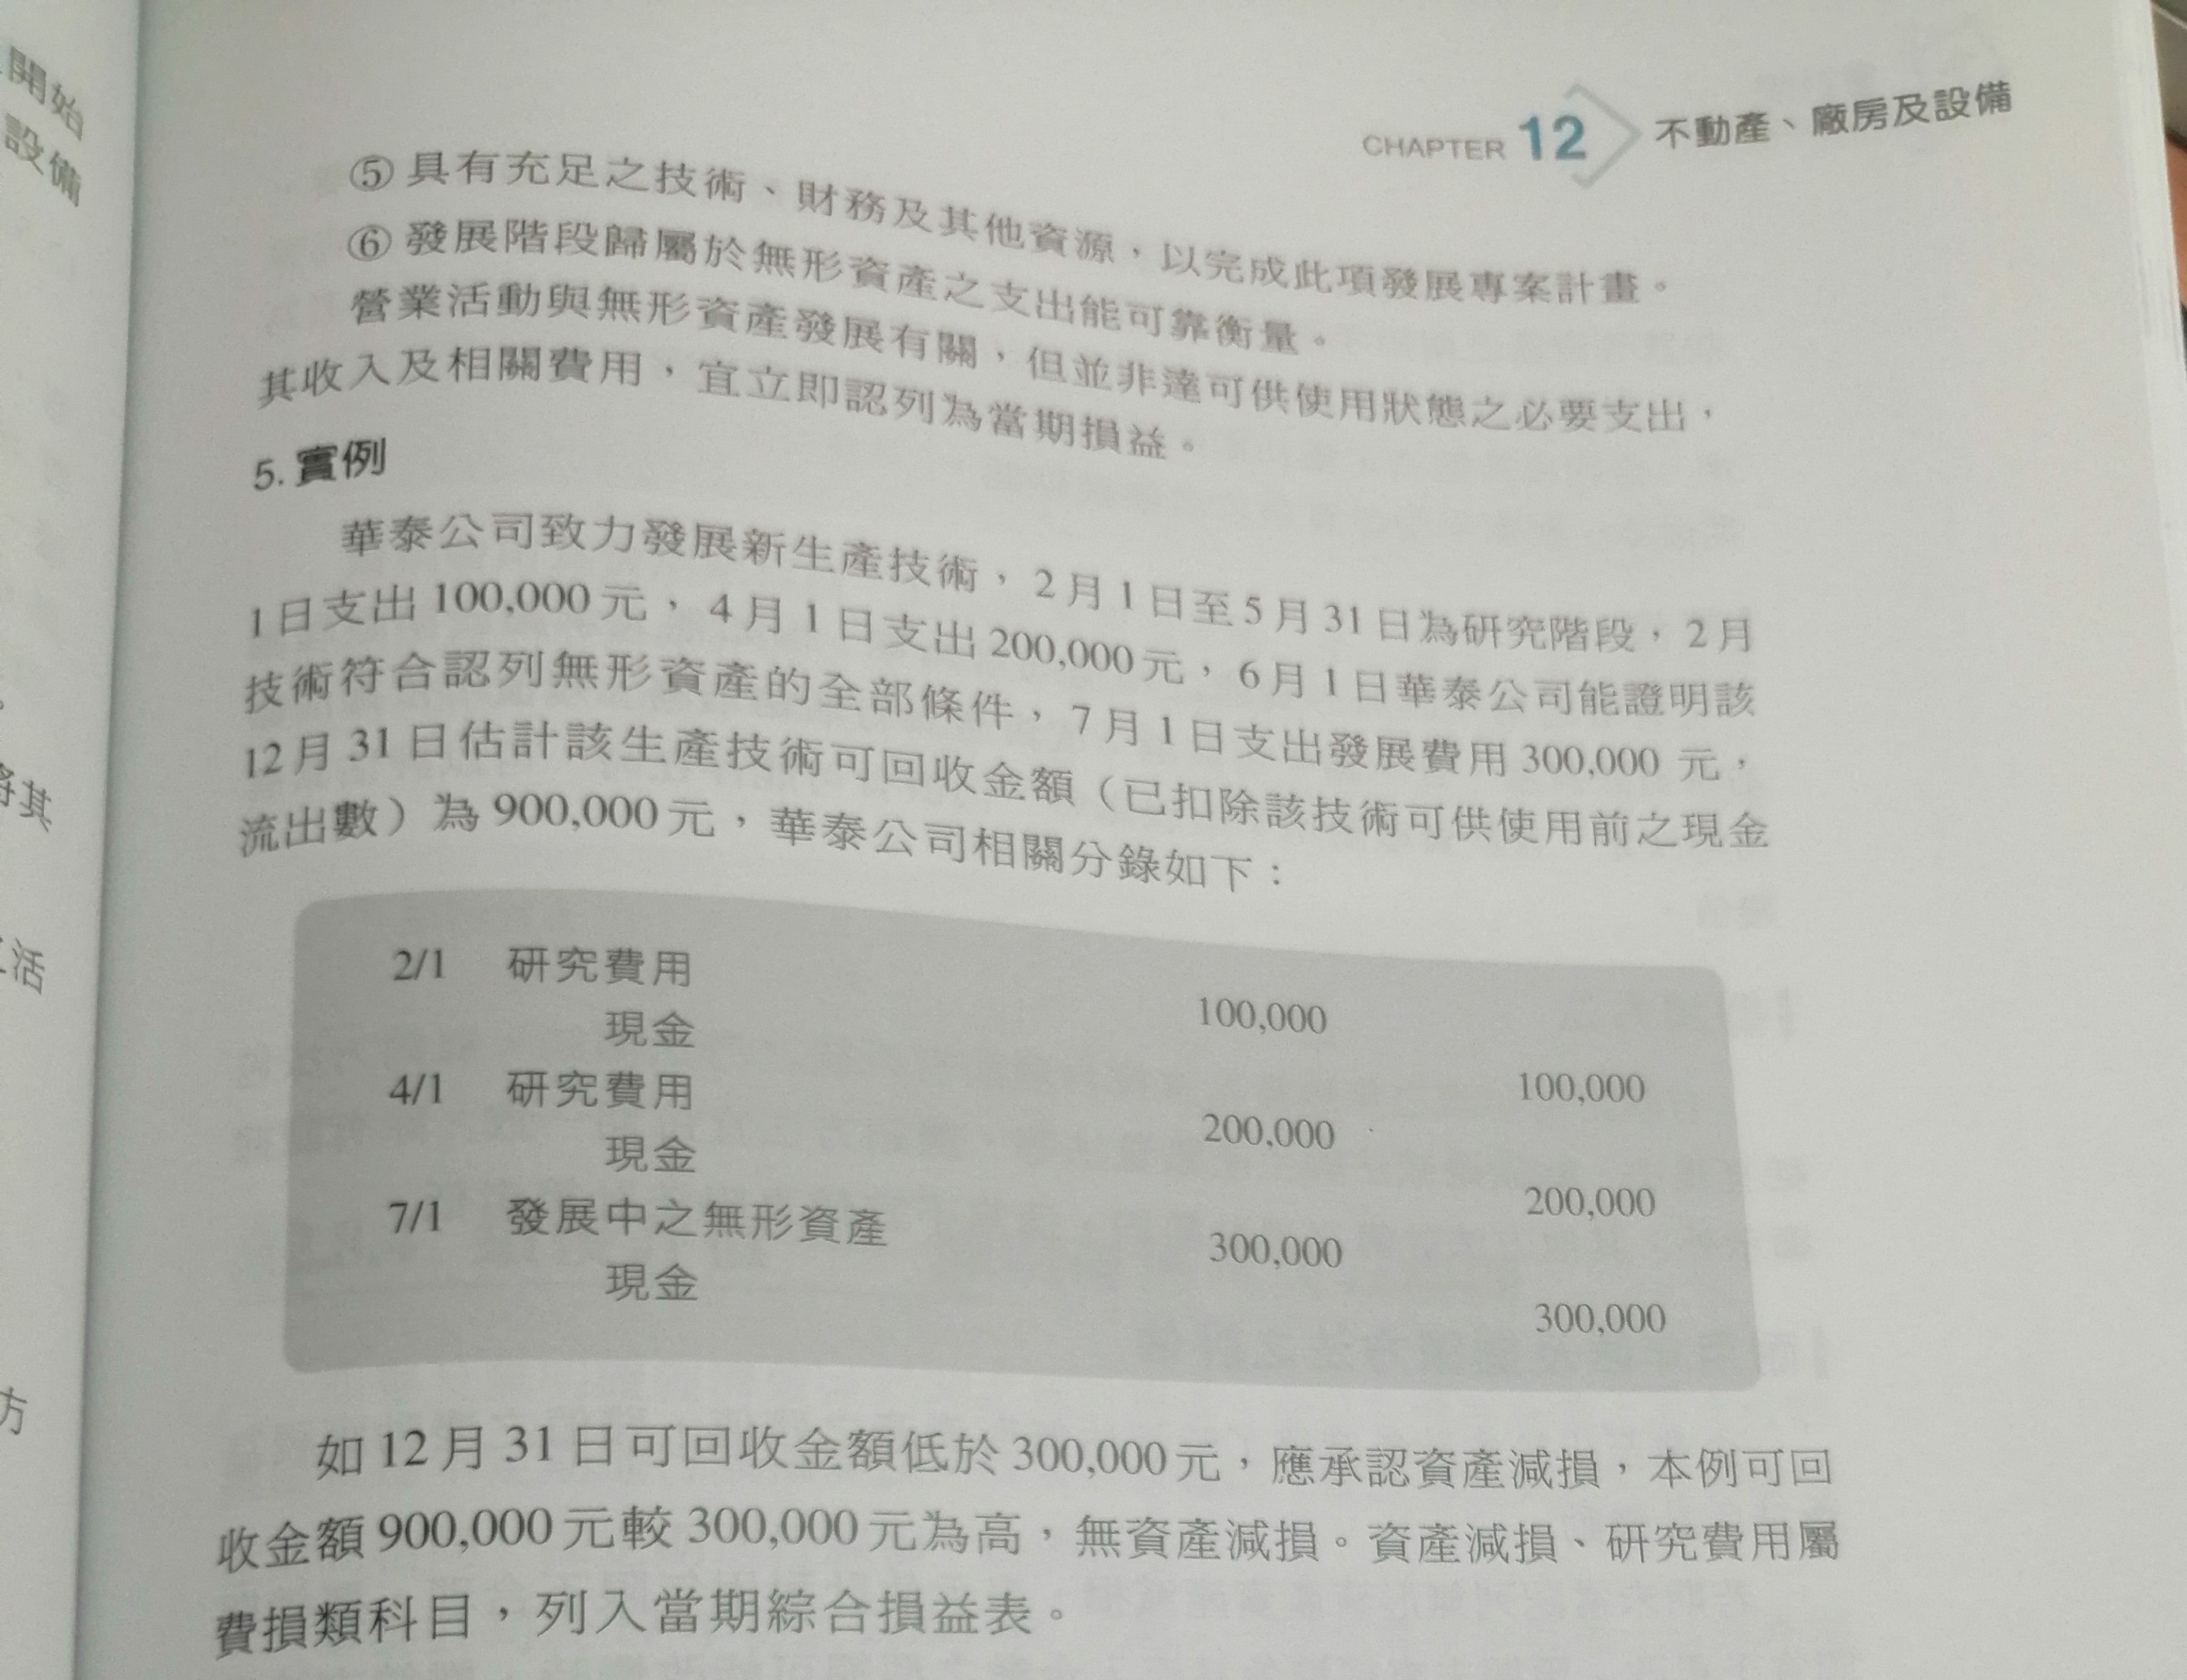 開始
設備
將其
活
方
CHAPTER 12 不動產、廠房及設備
⑤ 具有充足之技術、財務及其他資源，以完成此項發展專案計畫。
⑥ 發展階段歸屬於無形資產之支出能可靠衡量。
營業活動與無形資產發展有關，但並非達可供使用狀態之必要支出，
其收入及相關費用，宜立即認列為當期損益。
5. 實例
華泰公司致力發展新生產技術，2月1日至5月31日為研究階段，2月
1日支出100,000元，4月1日支出200,000元，6月1日華泰公司能證明該
技術符合認列無形資產的全部條件，7月1日支出發展費用300,000元，
12月31日估計該生產技術可回收金額（已扣除該技術可供使用前之現金
流出數）為900,000元，華泰公司相關分錄如下：
2/1 研究費用 100,000
現金 100,000
4/1 研究費用 200,000
現金 200,000
7/1 發展中之無形資產 300,000
現金 300,000
如12月31日可回收金額低於300,000元，應承認資產減損，本例可回
收金額900,000元較300,000元為高，無資產減損。資產減損、研究費用屬
費損類科目，列入當期綜合損益表。